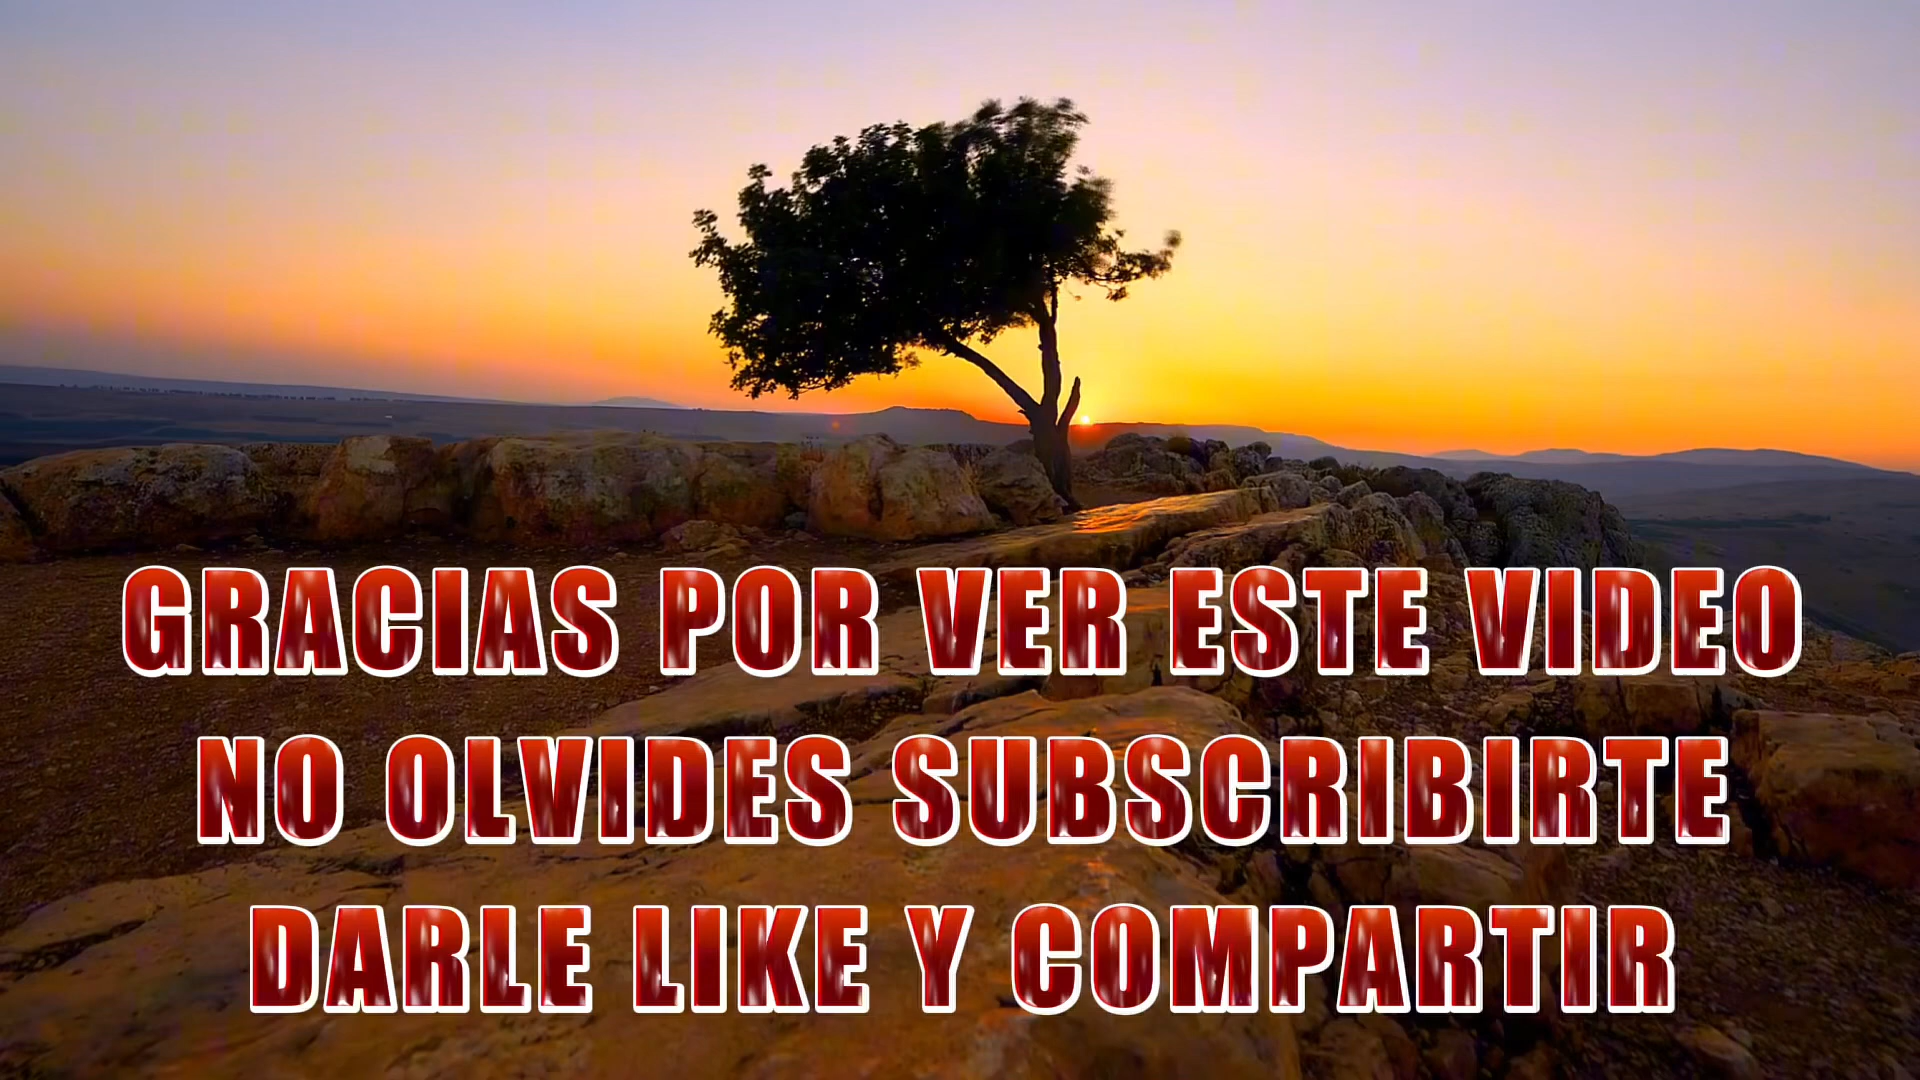 GRACIAS POR VER ESTE VIDEO
NO OLVIDES SUBSCRIBIRTE
DARLE LIKE Y COMPARTIR